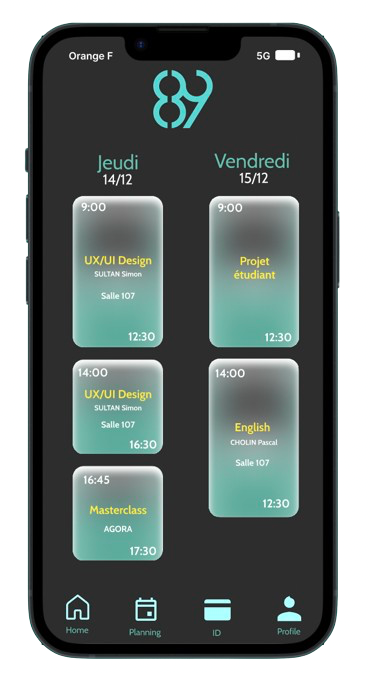 Orange F
5G
89
Jeudi
14/12
9:00
UX/UI Design
SULTAN Simon
Salle 107
12:30
14:00
UX/UI Design
SULTAN Simon
Salle 107
16:30
16:45
Masterclass
AGORA
17:30
Vendredi
15/12
9:00
Projet
étudiant
12:30
14:00
English
CHOLIN Pascal
Salle 107
12:30
Home
Planning
ID
Profile